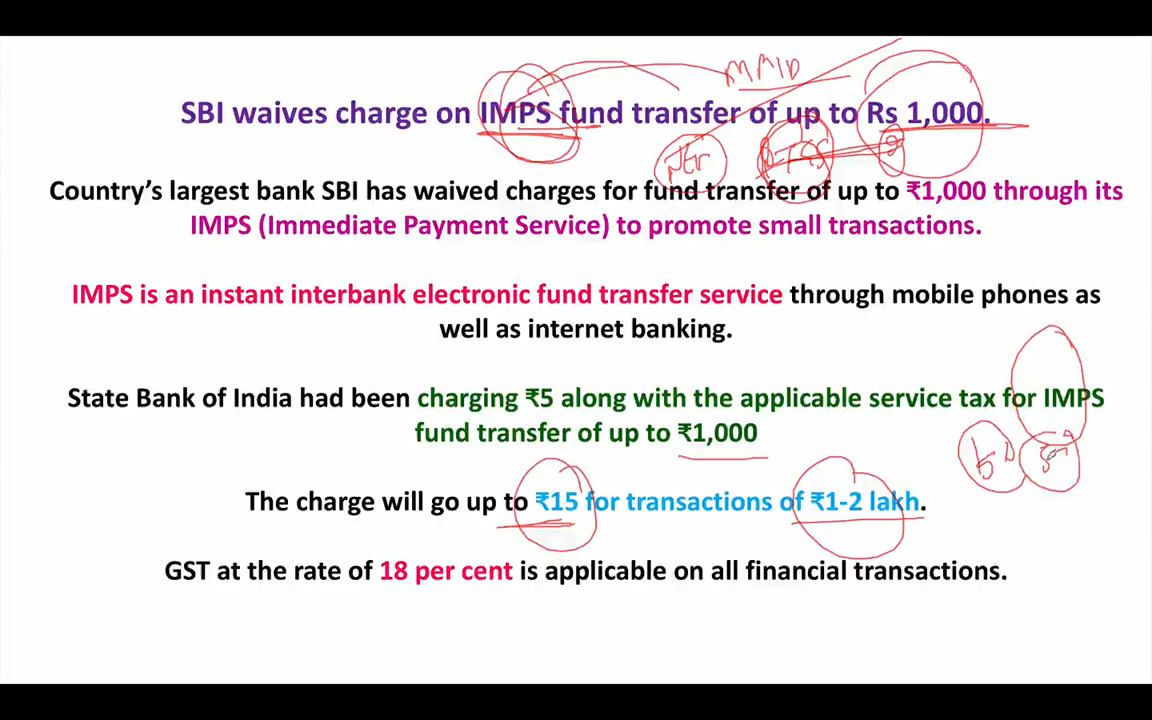 MMID
SBI waives charge on IMPS fund transfer of up to Rs 1,000.
Country's largest bank SBI has waived charges for fund transfer of up to ₹1,000 through its
IMPS (Immediate Payment Service) to promote small transactions.
IMPS is an instant interbank electronic fund transfer service through mobile phones as
well as internet banking.
State Bank of India had been charging ₹5 along with the applicable service tax for IMPS
fund transfer of up to ₹1,000
The charge will go up to ₹15 for transactions of ₹1-2 lakh.
GST at the rate of 18 per cent is applicable on all financial transactions.